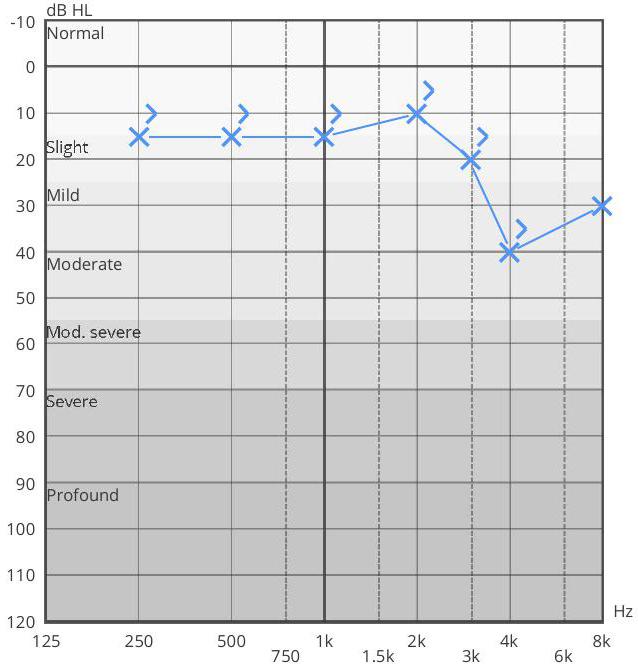 dB HL
-10
Normal
0
10
Slight
20
Mild
30
40
Moderate
50
Mod. severe
60
70
Severe
80
90
Profound
100
110
120
Hz
125 250 500 1k 2k 4k 8k
750 1.5k 3k 6k